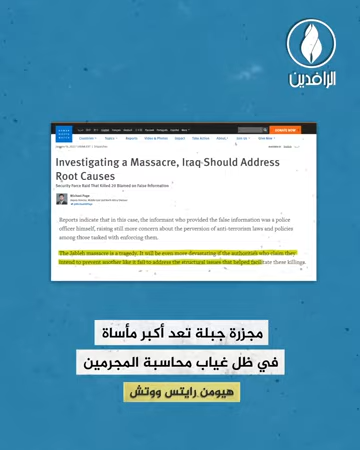 الرافدين
DONATE NOW
Investigating a Massacre, Iraq Should Address
Root Causes
Security Force Raid That Killed 20 Blamed on False Information
Reports indicate that in this case, the informant who provided the false information was a police
officer himself, raising still more concern about the perversion of anti-terrorism laws and policies
among those tasked with enforcing them.
The Jableh massacre is a tragedy. It will be even more devastating if the authorities who claim they
intend to prevent another like it fail to address the structural issues that helped facilitate these killings.
مجزرة جبلة تعد أكبر مأساة
في ظل غياب محاسبة المجرمين
هيومن رايتس ووتش